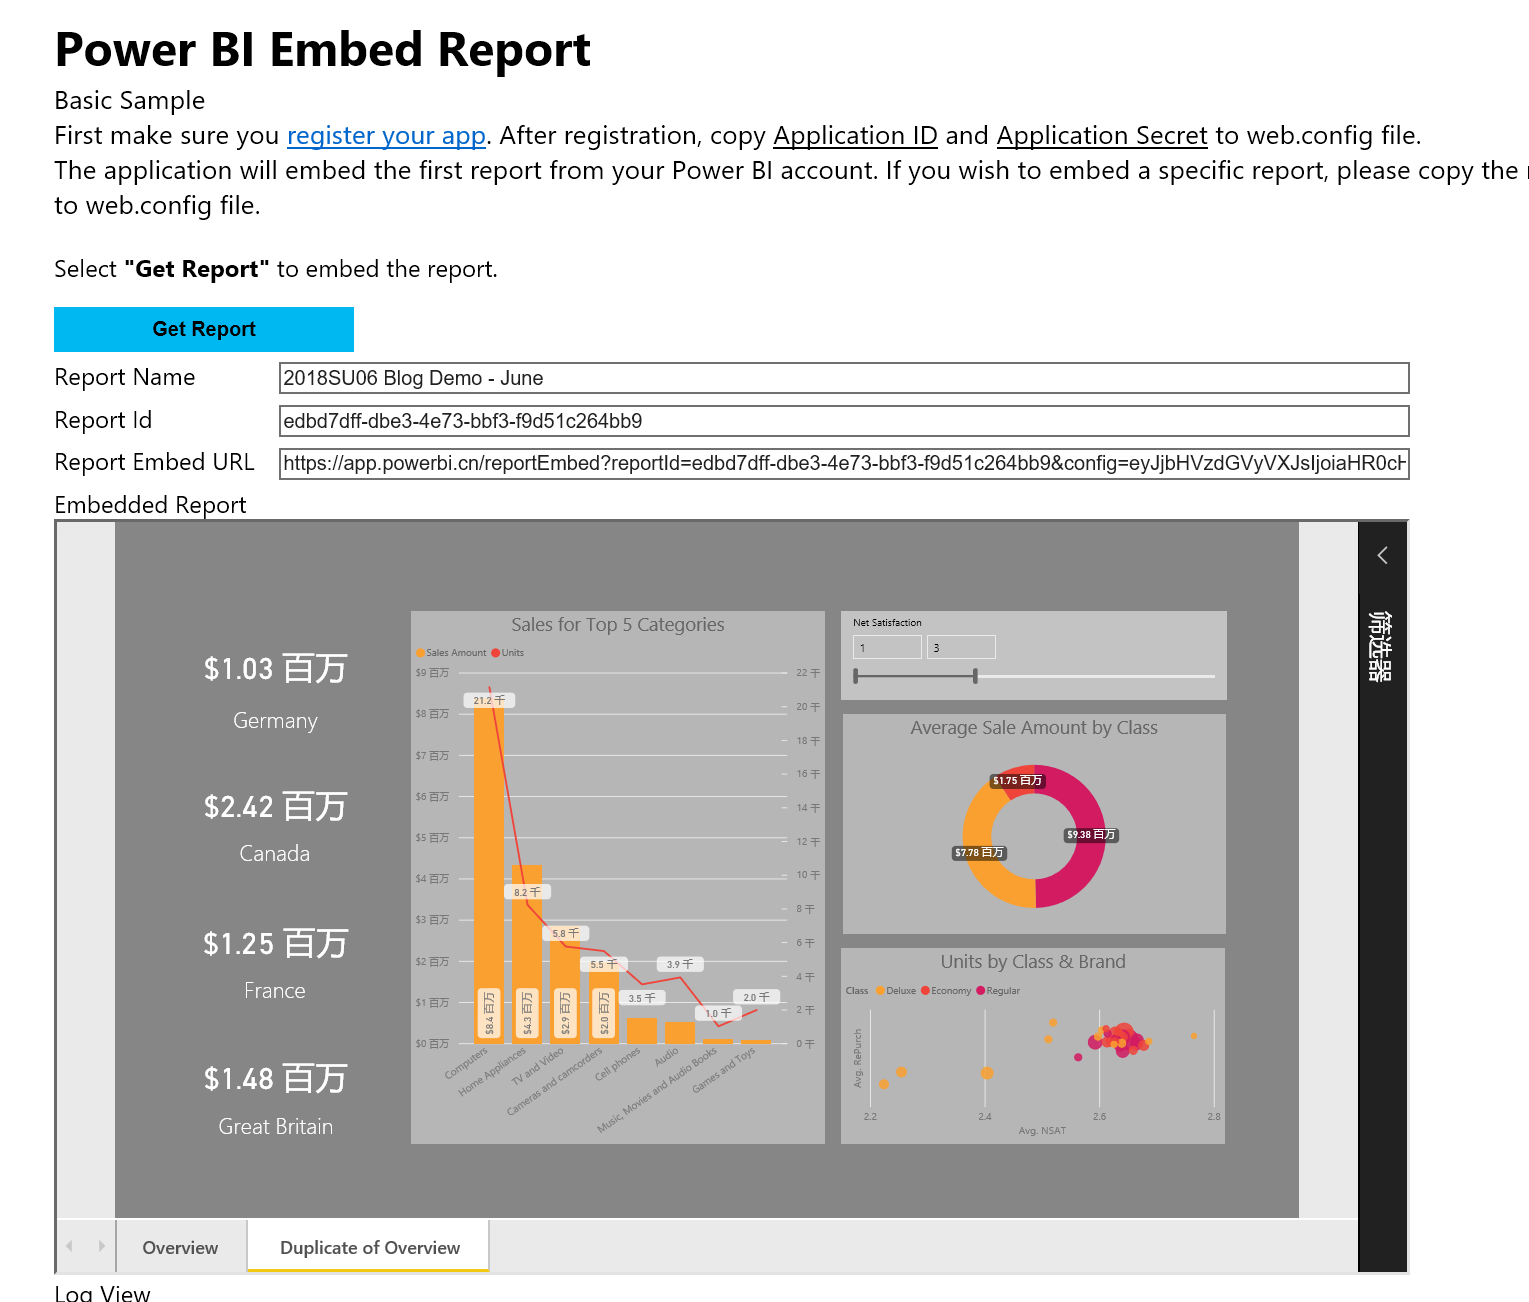 Power BI Embed Report
Basic Sample
First make sure you register your app. After registration, copy Application ID and Application Secret to web.config file.
The application will embed the first report from your Power BI account. If you wish to embed a specific report, please copy the
to web.config file.
Select "Get Report" to embed the report.
Get Report
Report Name
2018SU06 Blog Demo - June
Report Id
edbd7dff-dbe3-4e73-bbf3-f9d51c264bb9
Report Embed URL
https://app.powerbi.cn/reportEmbed?reportId=edbd7dff-dbe3-4e73-bbf3-f9d51c264bb9&config=eyJjbHVzdGVyVXJsIjoiaHR0cH
Embedded Report
$1.03 百万
Germany
$2.42 百万
Canada
$1.25 百万
France
$1.48 百万
Great Britain
Sales for Top 5 Categories
Sales Amount Units
$9 百万
$8 百万
$7 百万
$6 百万
$5 百万
$4 百万
$3 百万
$2 百万
$1 百万
$0 百万
22 千
20 千
18 千
16 千
14 千
12 千
10 千
8 千
6 千
4 千
2 千
0 千
21.2 千
8.2 千
5.8 千
5.5 千
3.5 千
3.9 千
1.0 千
2.0 千
$8.4 百万
$4.3 百万
$2.9 百万
$2.0 百万
Computers
Home Appliances
TV and Video
Cameras and camcorders
Cell phones
Audio
Music, Movies and Audio Books
Games and Toys
Net Satisfaction
1
3
Average Sale Amount by Class
$1.75 百万
$9.38 百万
$7.78 百万
Units by Class & Brand
Class Deluxe Economy Regular
Avg. RePurch
2.2
2.4
2.6
2.8
Avg. NSAT
筛选器
Overview
Duplicate of Overview
Log View